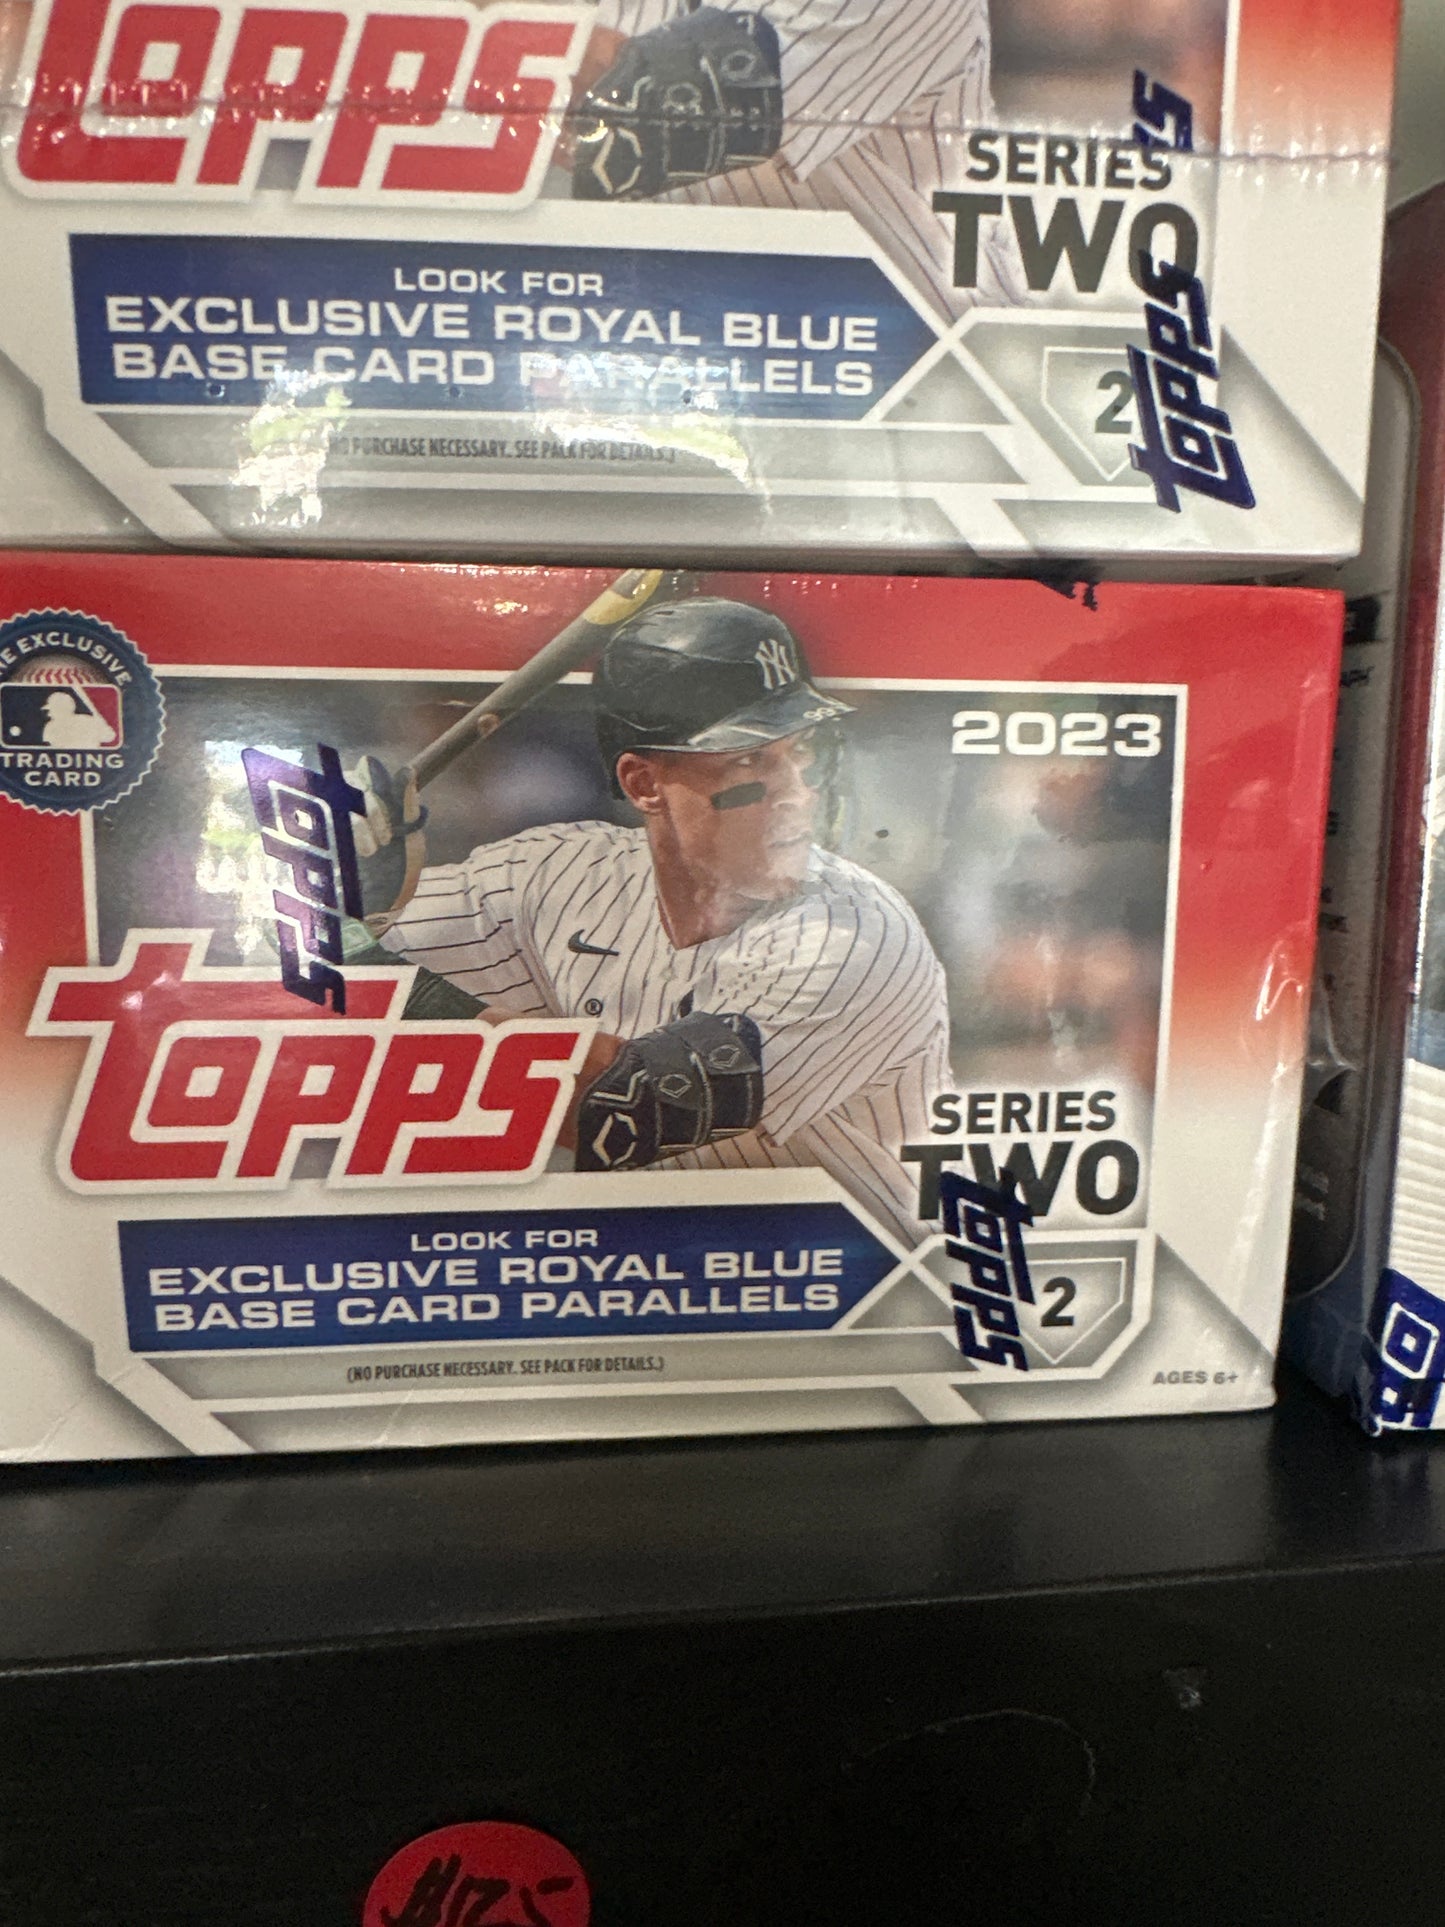 topps
SERIES
TWO
topps
LOOK FOR
EXCLUSIVE ROYAL BLUE
BASE CARD PARALLELS
2
(NO PURCHASE NECESSARY. SEE PACK FOR DETAILS.)
EXCLUSIVE
TRADING
CARD
NY
99
2023
topps
topps
®
SERIES
TWO
topps
LOOK FOR
EXCLUSIVE ROYAL BLUE
BASE CARD PARALLELS
2
(NO PURCHASE NECESSARY. SEE PACK FOR DETAILS.)
AGES 6+